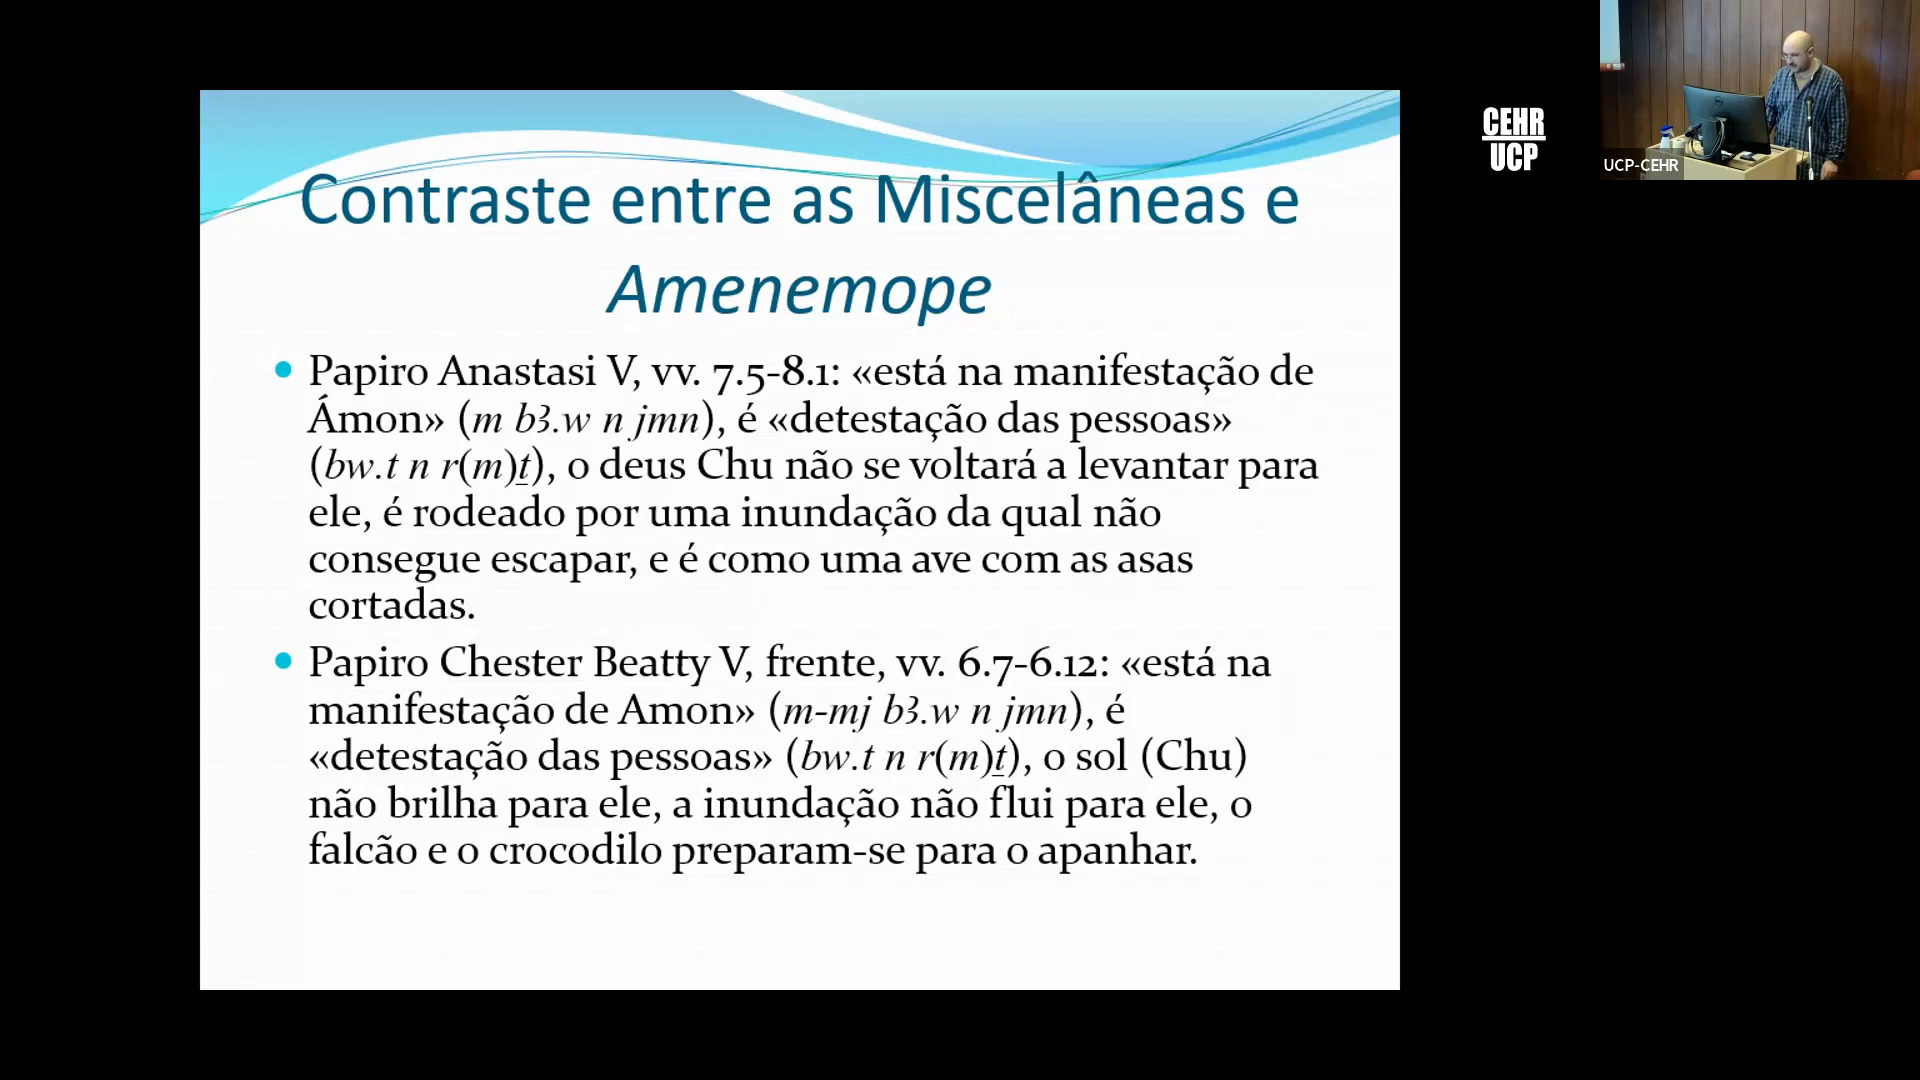 Contraste entre as Miscelâneas e
Amenemope
• Papiro Anastasi V, vv. 7.5-8.1: «está na manifestação de
Ámon» (m bꜣ.w n jmn), é «detestação das pessoas»
(bw.t n r(m)ṯ), o deus Chu não se voltará a levantar para
ele, é rodeado por uma inundação da qual não
consegue escapar, e é como uma ave com as asas
cortadas.
• Papiro Chester Beatty V, frente, vv. 6.7-6.12: «está na
manifestação de Amon» (m-mj bꜣ.w n jmn), é
«detestação das pessoas» (bw.t n r(m)ṯ), o sol (Chu)
não brilha para ele, a inundação não flui para ele, o
falcão e o crocodilo preparam-se para o apanhar.
CEHR
UCP
UCP-CEHR